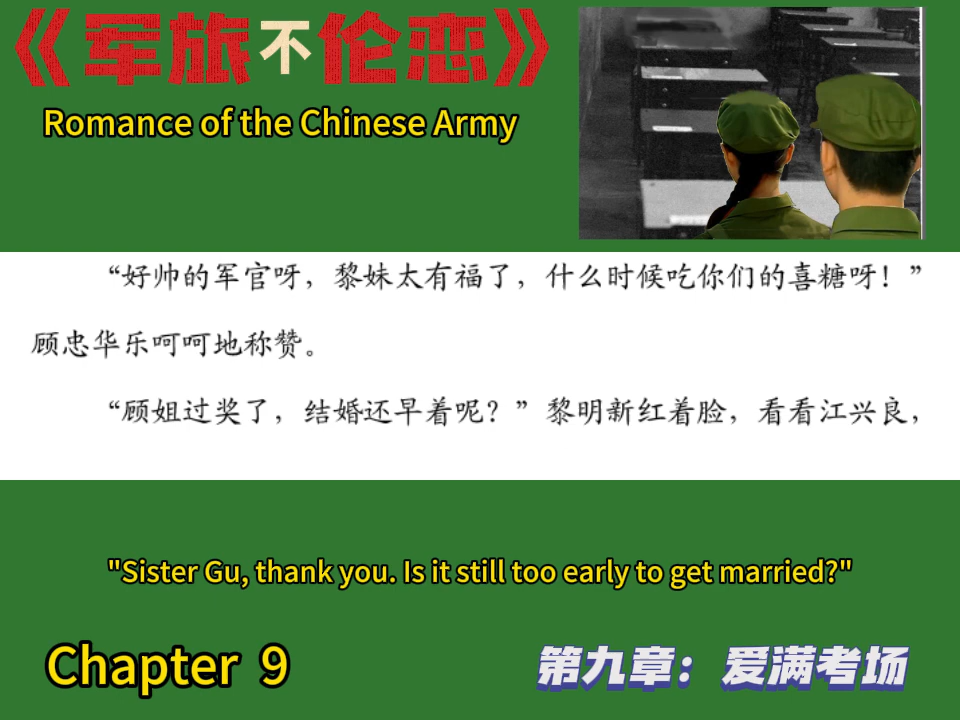 《军旅不伦恋》
Romance of the Chinese Army
“好帅的军官呀，黎妹太有福了，什么时候吃你们的喜糖呀！”
顾忠华乐呵呵地称赞。
“顾姐过奖了，结婚还早着呢？”黎明新红着脸，看看江兴良，
"Sister Gu, thank you. Is it still too early to get married?"
Chapter 9
第九章：爱满考场